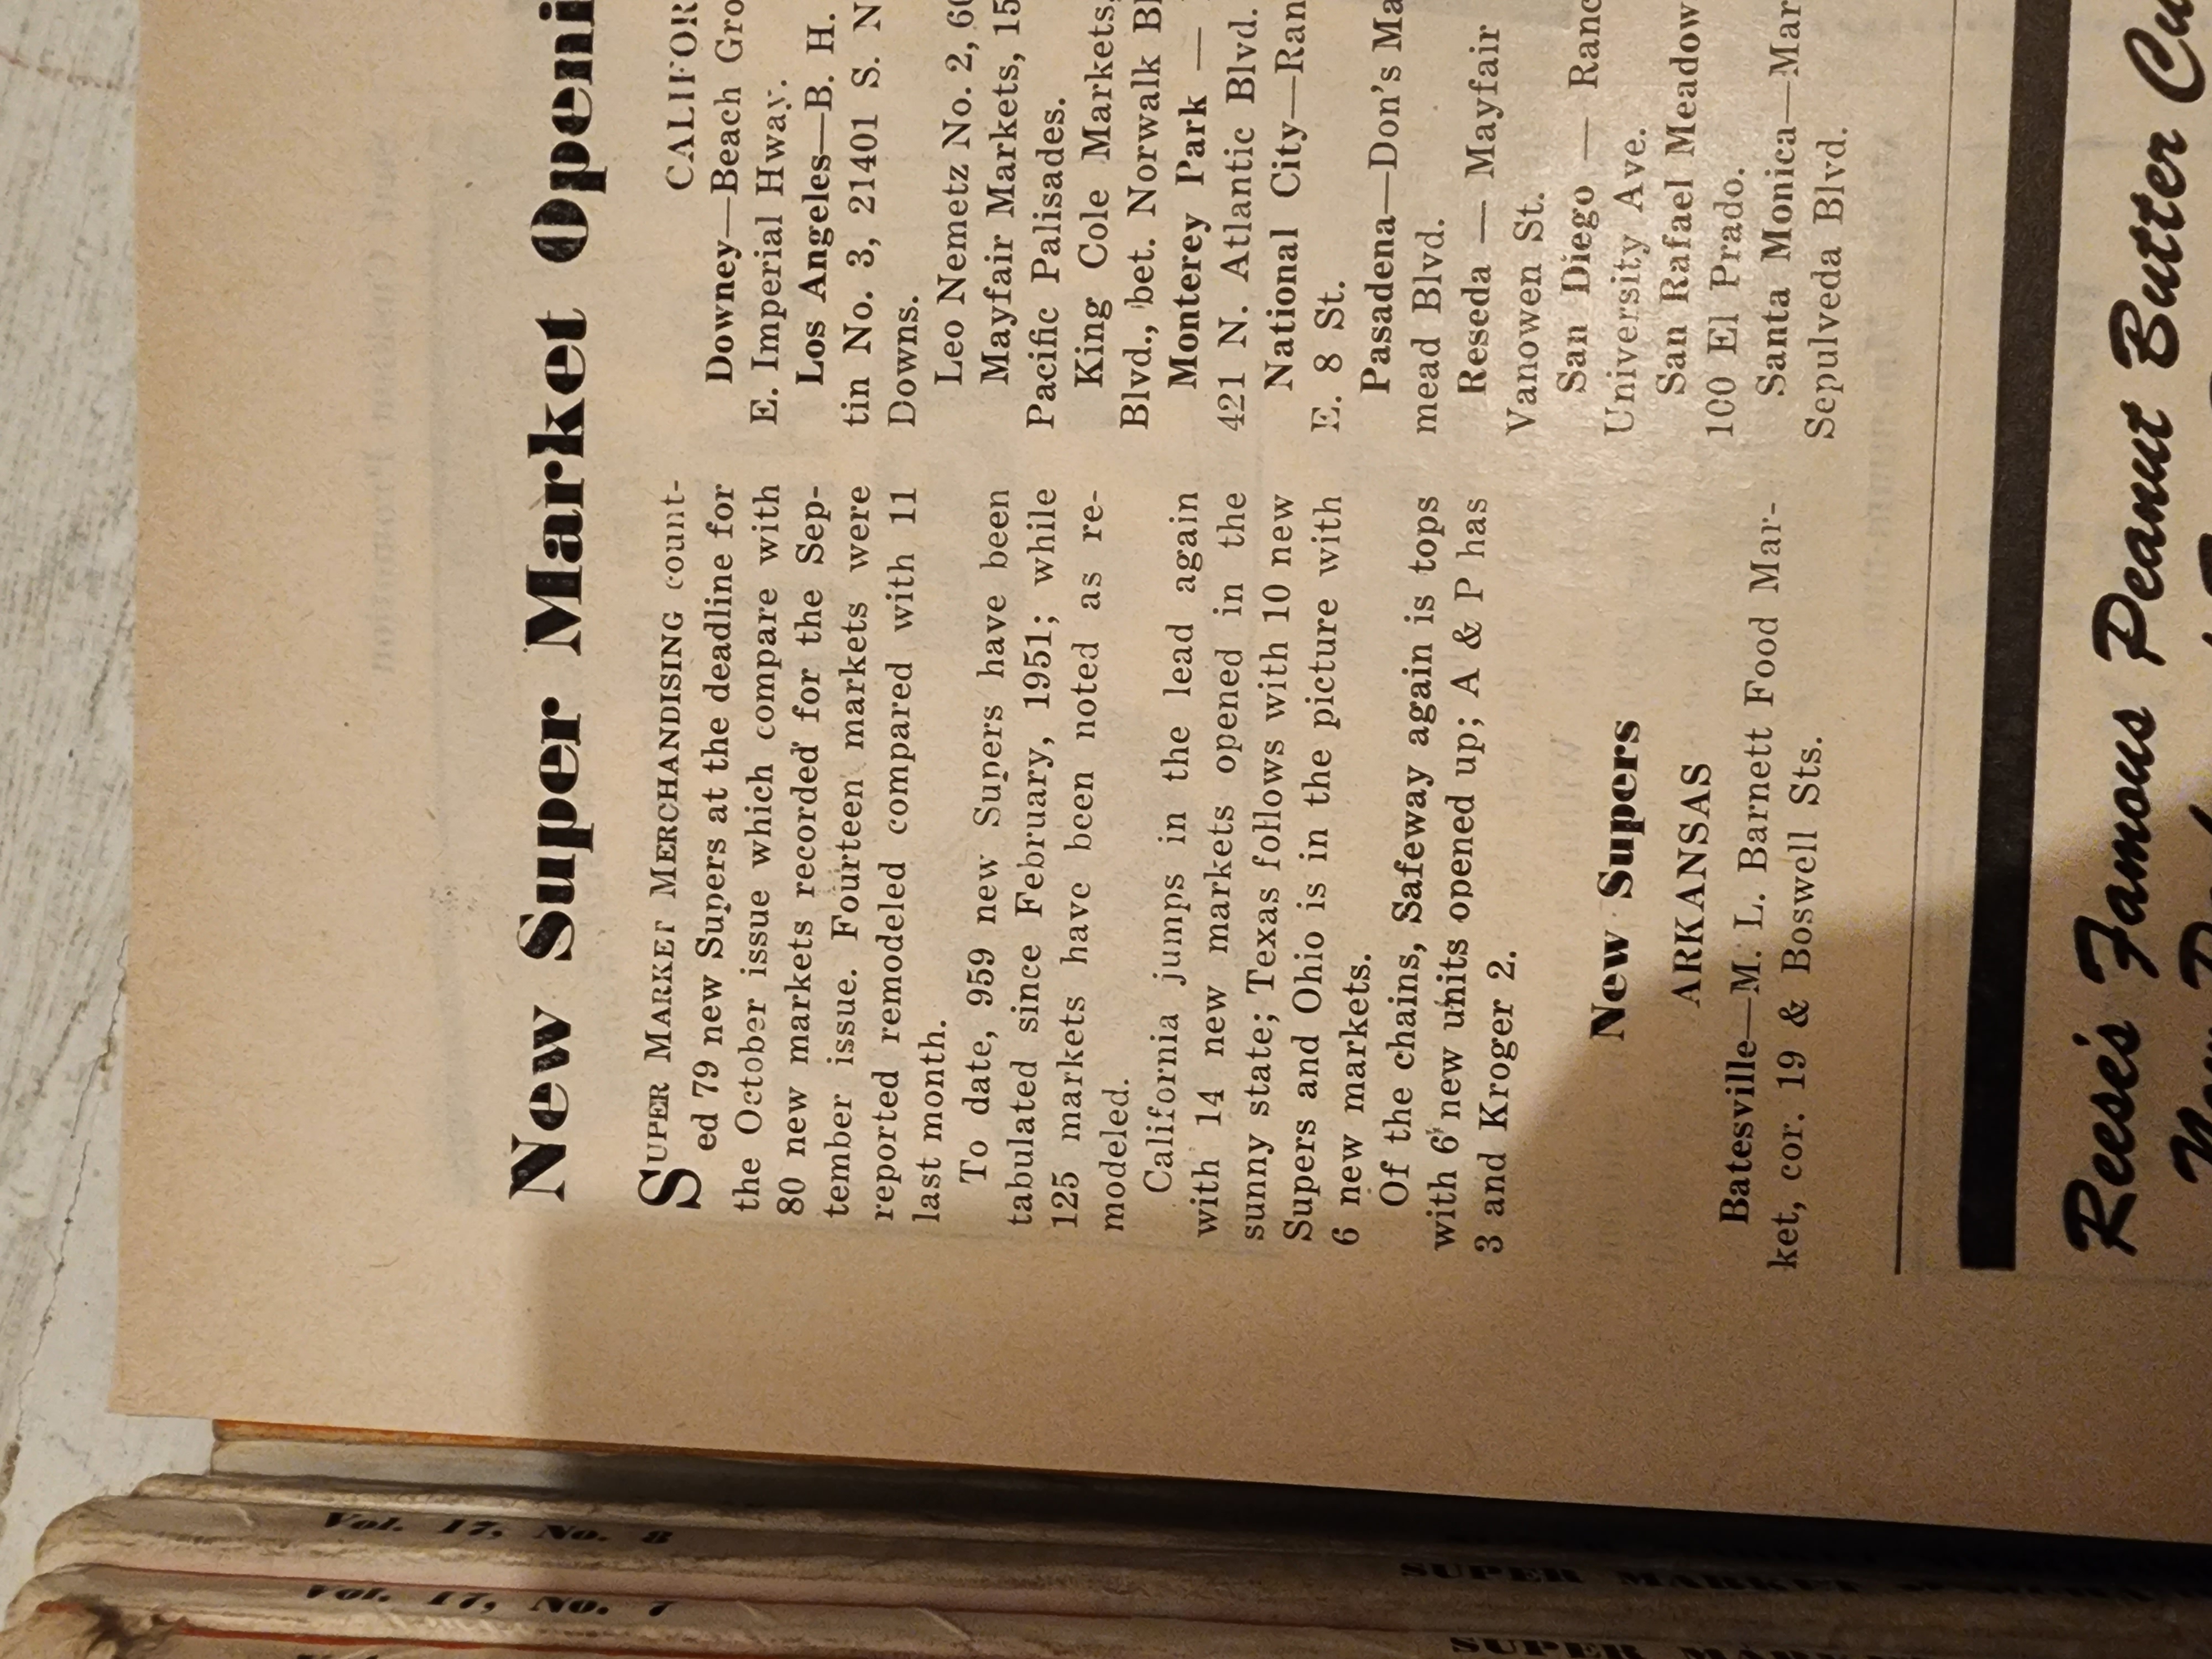 New Super Market Openi
SUPER MARKET MERCHANDISING count-
ed 79 new Supers at the deadline for
the October issue which compare with
80 new markets recorded for the Sep-
tember issue. Fourteen markets were
reported remodeled compared with 11
last month.
To date, 959 new Supers have been
tabulated since February, 1951; while
125 markets have been noted as re-
modeled.
California jumps in the lead again
with 14 new markets opened in the
sunny state; Texas follows with 10 new
Supers and Ohio is in the picture with
6 new markets.
Of the chains, Safeway again is tops
with 6 new units opened up; A & P has
3 and Kroger 2.
New Supers
ARKANSAS
Batesville—M. L. Barnett Food Mar-
ket, cor. 19 & Boswell Sts.
CALIFOR
Downey—Beach Gro
E. Imperial Hway.
Los Angeles—B. H.
tin No. 3, 21401 S. N
Downs.
Leo Nemetz No. 2, 60
Mayfair Markets, 15
Pacific Palisades.
King Cole Markets,
Blvd., bet. Norwalk Bl
Monterey Park —
421 N. Atlantic Blvd.
National City—Ran
E. 8 St.
Pasadena—Don's Ma
mead Blvd.
Reseda — Mayfair
Vanowen St.
San Diego — Ranc
University Ave.
San Rafael Meadow
100 El Prado.
Santa Monica—Mar
Sepulveda Blvd.
Reese's Famous Peanut Butter Cu
Vol. 17, No. 8
SUPER MARKET
Vol. 17, No. 7
SUPER